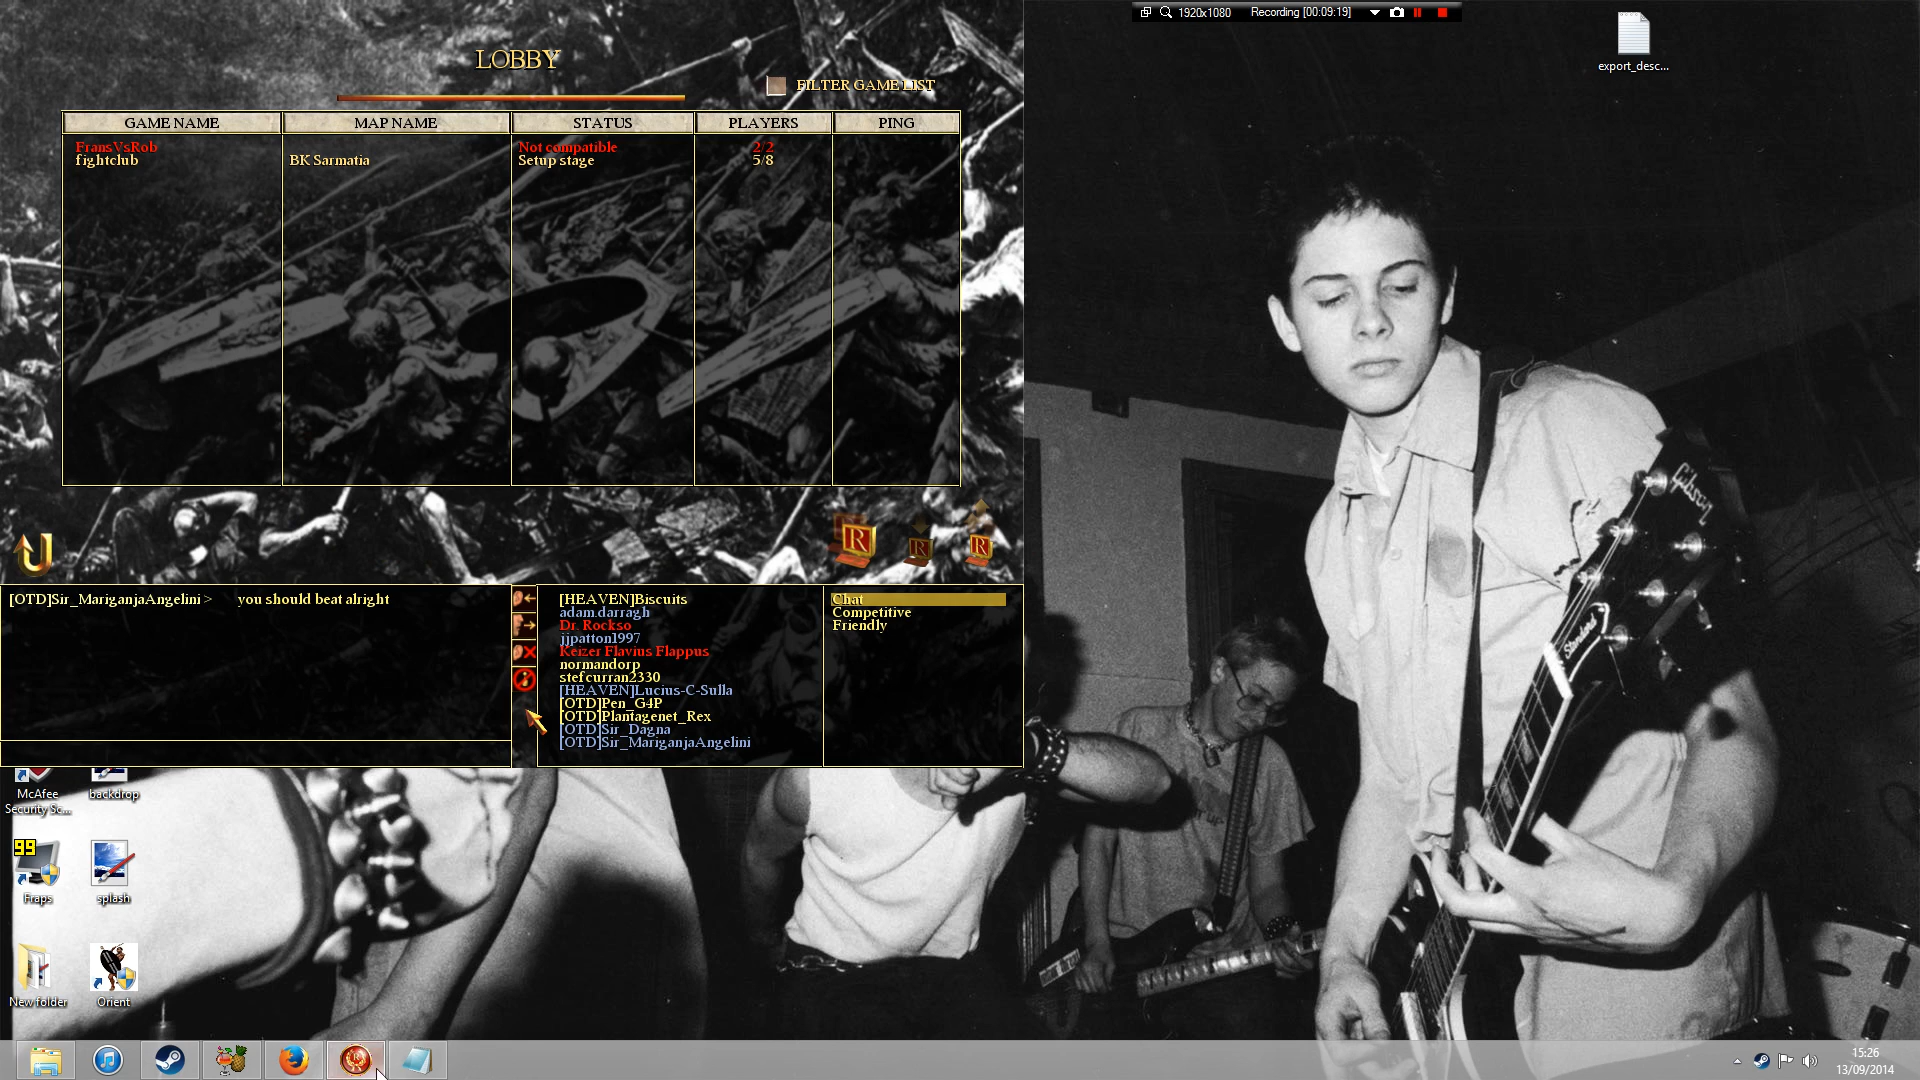 1920x1080 Recording [00:09:19]
export_desc...
LOBBY
FILTER GAME LIST
GAME NAME MAP NAME STATUS PLAYERS PING
FransVsRob Not compatible 2/2
fightclub BK Sarmatia Setup stage 5/8
Gibson
Standard
R R R
[OTD]Sir_MariganjaAngelini > you should beat alright
[HEAVEN]Biscuits
adam.darragh
Dr. Rockso
jjpatton1997
Keizer Flavius Flappus
normandorp
stefcurran2330
[HEAVEN]Lucius-C-Sulla
[OTD]Pen_G4P
[OTD]Plantagenet_Rex
[OTD]Sir_Dagna
[OTD]Sir_MariganjaAngelini
Chat
Competitive
Friendly
McAfee
Security Sc...
backdrop
99
Fraps
splash
New folder
Orient
R
15:26
13/09/2014